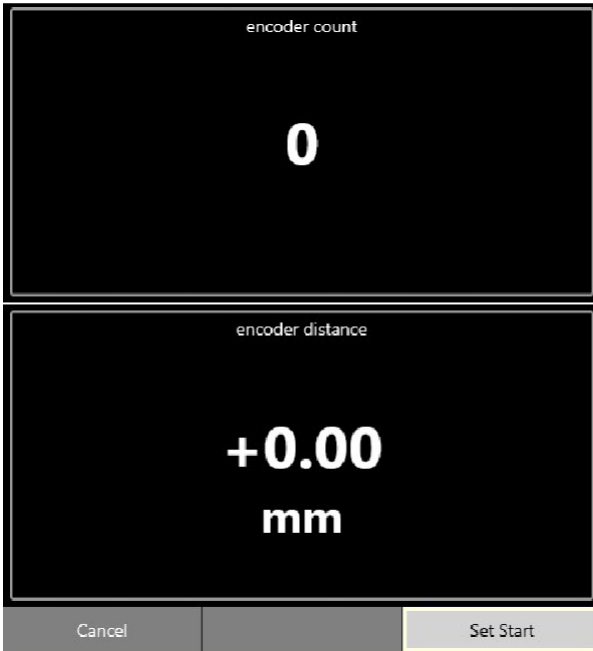 encoder count
0
encoder distance
+0.00
mm
Cancel
Set Start